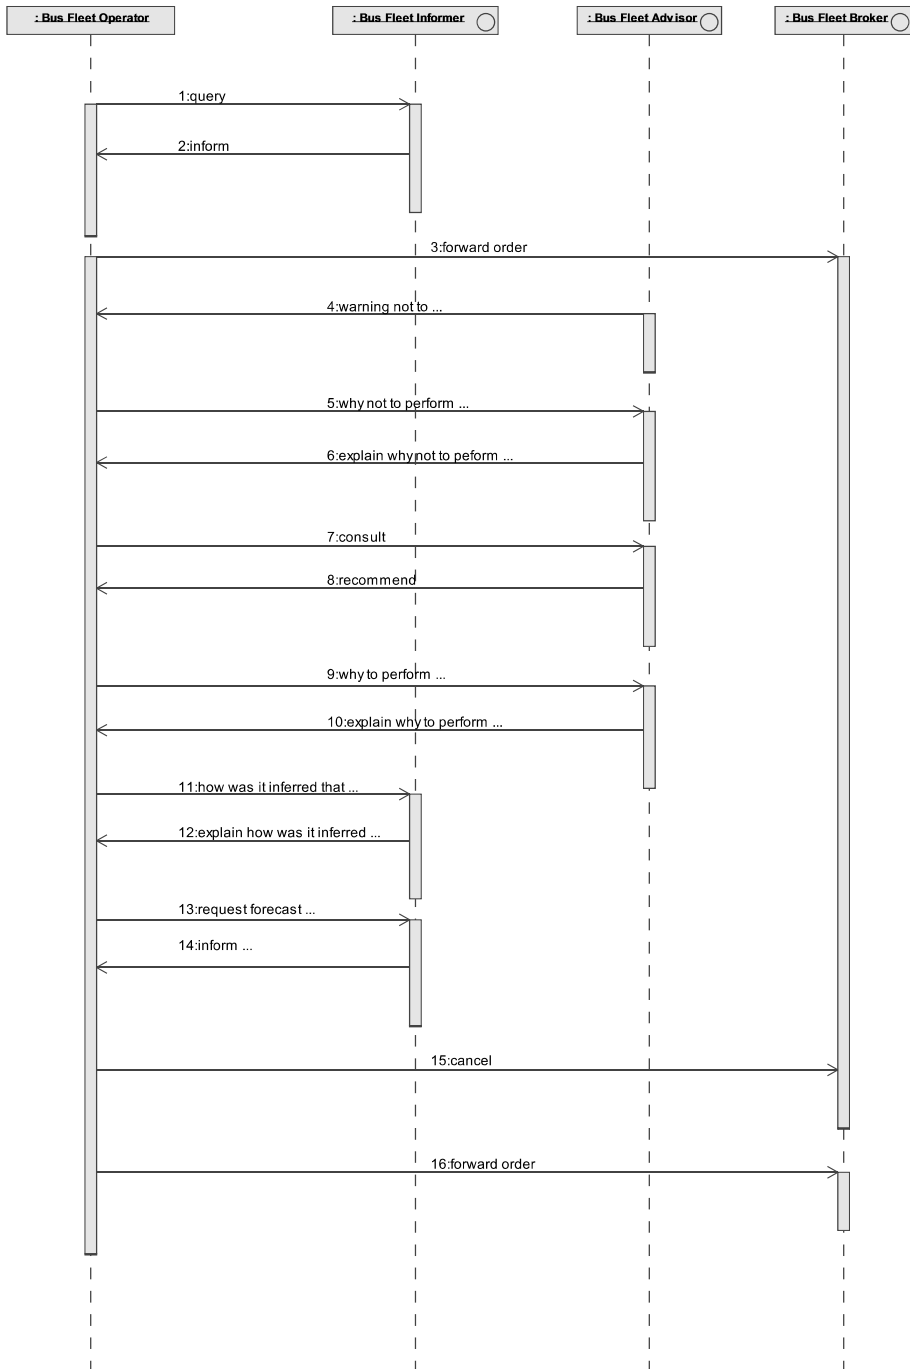 : Bus Fleet Operator
: Bus Fleet Informer
: Bus Fleet Advisor
: Bus Fleet Broker
1:query
2:inform
3:forward order
4:warning not to ...
5:why not to perform ...
6:explain why not to peform ...
7:consult
8:recommend
9:why to perform ...
10:explain why to perform ...
11:how was it inferred that ...
12:explain how was it inferred ...
13:request forecast ...
14:inform ...
15:cancel
16:forward order